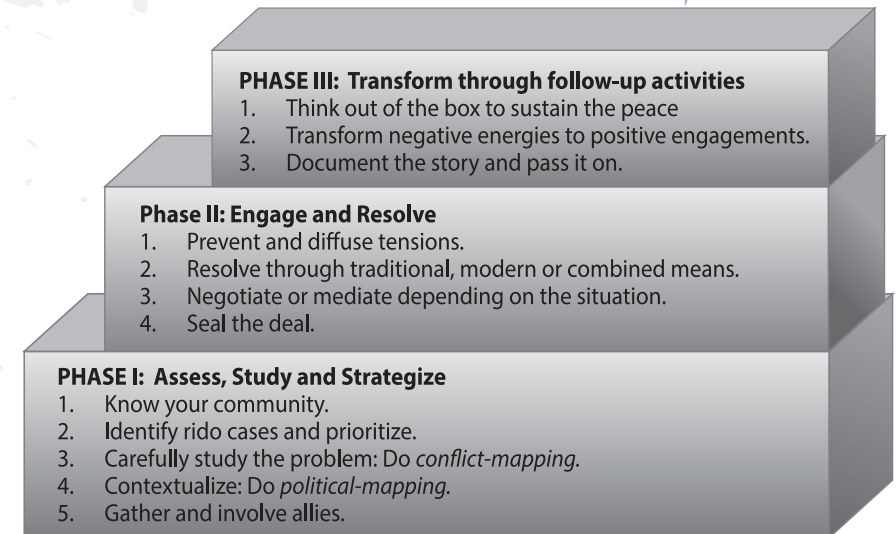 PHASE III: Transform through follow-up activities
1. Think out of the box to sustain the peace
2. Transform negative energies to positive engagements.
3. Document the story and pass it on.
Phase II: Engage and Resolve
1. Prevent and diffuse tensions.
2. Resolve through traditional, modern or combined means.
3. Negotiate or mediate depending on the situation.
4. Seal the deal.
PHASE I: Assess, Study and Strategize
1. Know your community.
2. Identify rido cases and prioritize.
3. Carefully study the problem: Do conflict-mapping.
4. Contextualize: Do political-mapping.
5. Gather and involve allies.